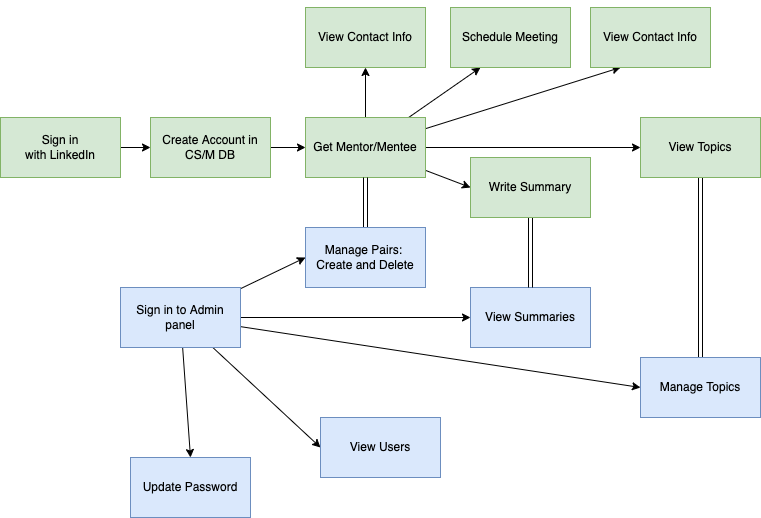 View Contact Info
Schedule Meeting
View Contact Info
Sign in
with LinkedIn
Create Account in
CS/M DB
Get Mentor/Mentee
View Topics
Write Summary
Manage Pairs:
Create and Delete
Sign in to Admin
panel
View Summaries
Manage Topics
View Users
Update Password